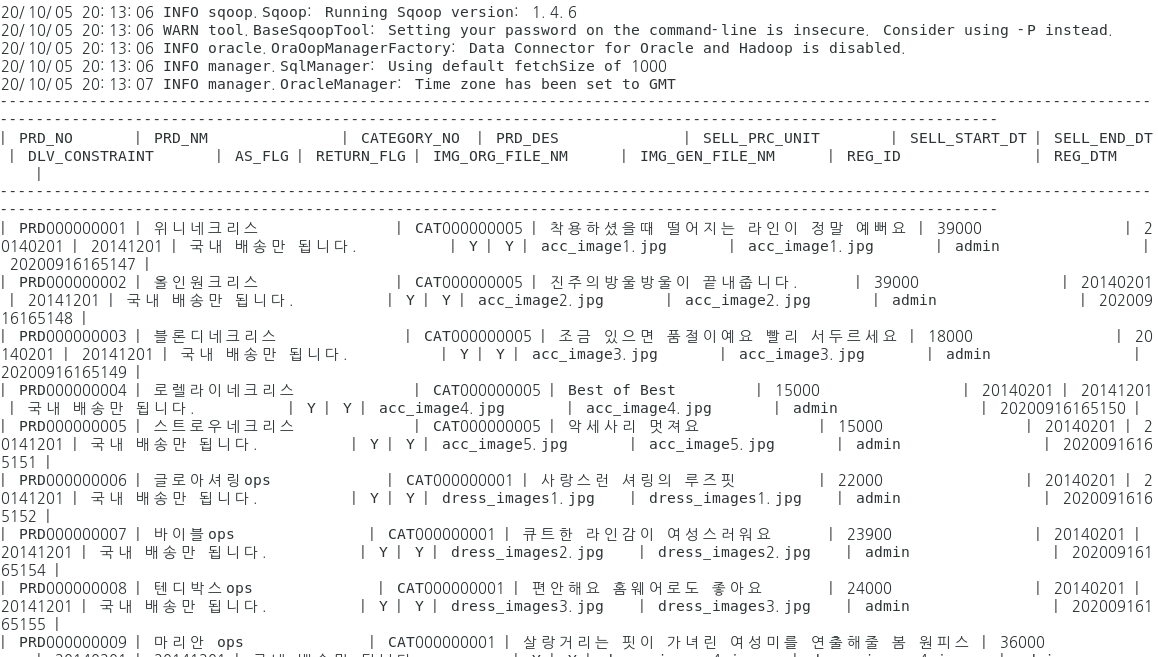 20/10/05 20:13:06 INFO sqoop.Sqoop: Running Sqoop version: 1.4.6
20/10/05 20:13:06 WARN tool.BaseSqoopTool: Setting your password on the command-line is insecure. Consider using -P instead.
20/10/05 20:13:06 INFO oracle.OraOopManagerFactory: Data Connector for Oracle and Hadoop is disabled.
20/10/05 20:13:06 INFO manager.SqlManager: Using default fetchSize of 1000
20/10/05 20:13:07 INFO manager.OracleManager: Time zone has been set to GMT
| PRD_NO | PRD_NM | CATEGORY_NO | PRD_DES | SELL_PRC_UNIT | SELL_START_DT | SELL_END_DT
| DLV_CONSTRAINT | AS_FLG | RETURN_FLG | IMG_ORG_FILE_NM | IMG_GEN_FILE_NM | REG_ID | REG_DTM
|
| PRD000000001 | 위니네크리스 | CAT000000005 | 착용하셨을때 떨어지는 라인이 정말 예뻐요 | 39000 | 2
0140201 | 20141201 | 국내 배송만 됩니다. | Y | Y | acc_image1.jpg | acc_image1.jpg | admin |
20200916165147 |
| PRD000000002 | 올인원크리스 | CAT000000005 | 진주의방울방울이 끝내줍니다. | 39000 | 20140201
| 20141201 | 국내 배송만 됩니다. | Y | Y | acc_image2.jpg | acc_image2.jpg | admin | 202009
16165148 |
| PRD000000003 | 블론디네크리스 | CAT000000005 | 조금 있으면 품절이예요 빨리 서두르세요 | 18000 | 20
140201 | 20141201 | 국내 배송만 됩니다. | Y | Y | acc_image3.jpg | acc_image3.jpg | admin |
20200916165149 |
| PRD000000004 | 로렐라이네크리스 | CAT000000005 | Best of Best | 15000 | 20140201 | 20141201
| 국내 배송만 됩니다. | Y | Y | acc_image4.jpg | acc_image4.jpg | admin | 20200916165150 |
| PRD000000005 | 스트로우네크리스 | CAT000000005 | 악세사리 멋져요 | 15000 | 20140201 | 2
0141201 | 국내 배송만 됩니다. | Y | Y | acc_image5.jpg | acc_image5.jpg | admin | 2020091616
5151 |
| PRD000000006 | 글로아셔링ops | CAT000000001 | 사랑스런 셔링의 루즈핏 | 22000 | 20140201 | 2
0141201 | 국내 배송만 됩니다. | Y | Y | dress_images1.jpg | dress_images1.jpg | admin | 2020091616
5152 |
| PRD000000007 | 바이블ops | CAT000000001 | 큐트한 라인감이 여성스러워요 | 23900 | 20140201 |
20141201 | 국내 배송만 됩니다. | Y | Y | dress_images2.jpg | dress_images2.jpg | admin | 202009161
65154 |
| PRD000000008 | 텐디박스ops | CAT000000001 | 편안해요 홈웨어로도 좋아요 | 24000 | 20140201 |
20141201 | 국내 배송만 됩니다. | Y | Y | dress_images3.jpg | dress_images3.jpg | admin | 202009161
65155 |
| PRD000000009 | 마리안 ops | CAT000000001 | 살랑거리는 핏이 가녀린 여성미를 연출해줄 봄 원피스 | 36000